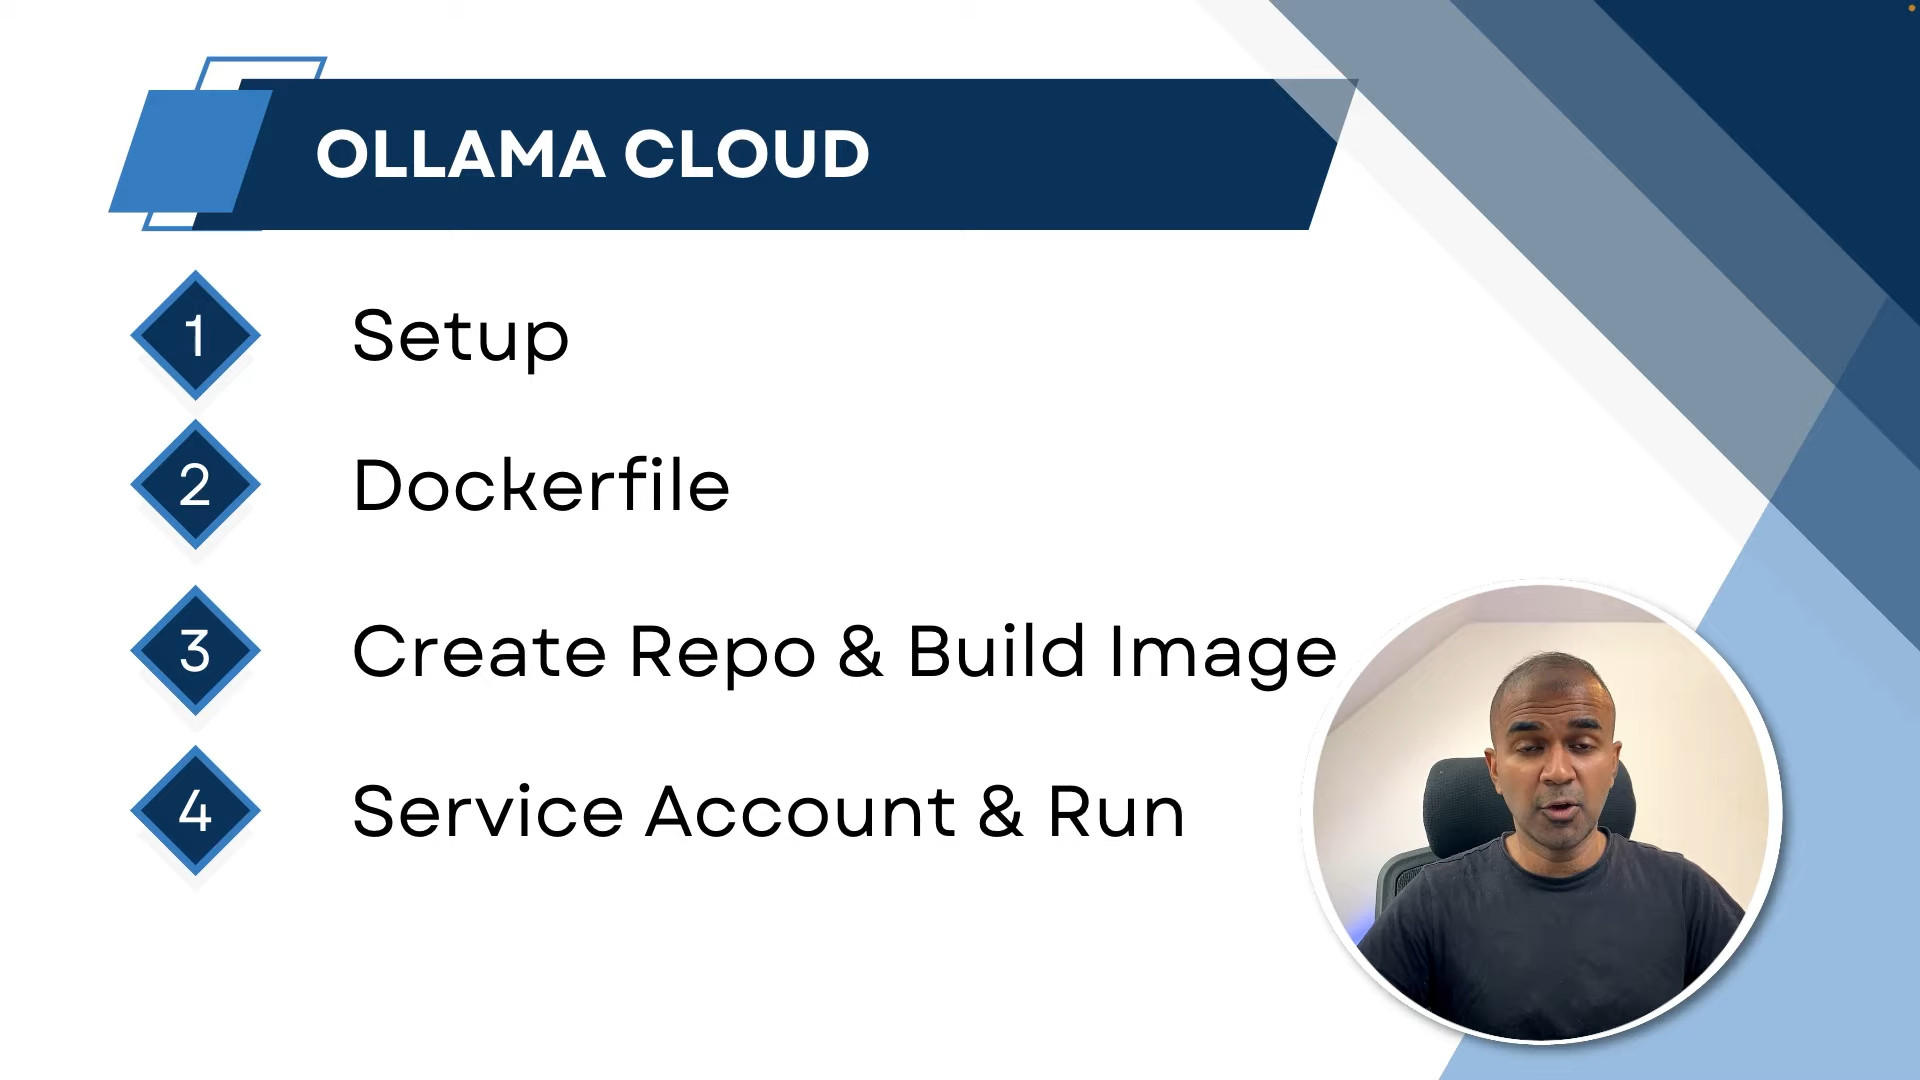 OLLAMA CLOUD
1 Setup
2 Dockerfile
3 Create Repo & Build Image
4 Service Account & Run